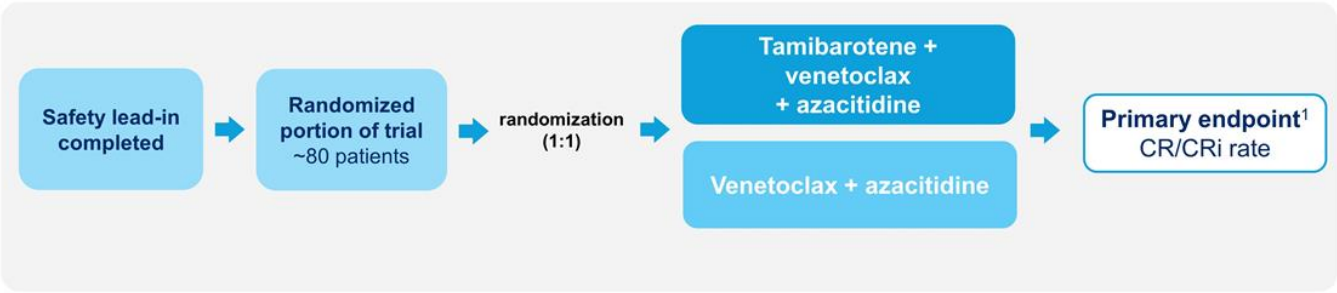 Safety lead-in
completed
Randomized
portion of trial
~80 patients
randomization
(1:1)
Tamibarotene +
venetoclax
+ azacitidine
Venetoclax + azacitidine
Primary endpoint¹
CR/CRi rate